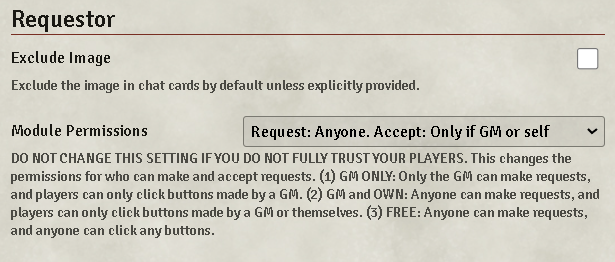 Requestor
Exclude Image
Exclude the image in chat cards by default unless explicitly provided.
Module Permissions
Request: Anyone. Accept: Only if GM or self
DO NOT CHANGE THIS SETTING IF YOU DO NOT FULLY TRUST YOUR PLAYERS. This changes the
permissions for who can make and accept requests. (1) GM ONLY: Only the GM can make requests,
and players can only click buttons made by a GM. (2) GM and OWN: Anyone can make requests, and
players can only click buttons made by a GM or themselves. (3) FREE: Anyone can make requests,
and anyone can click any buttons.